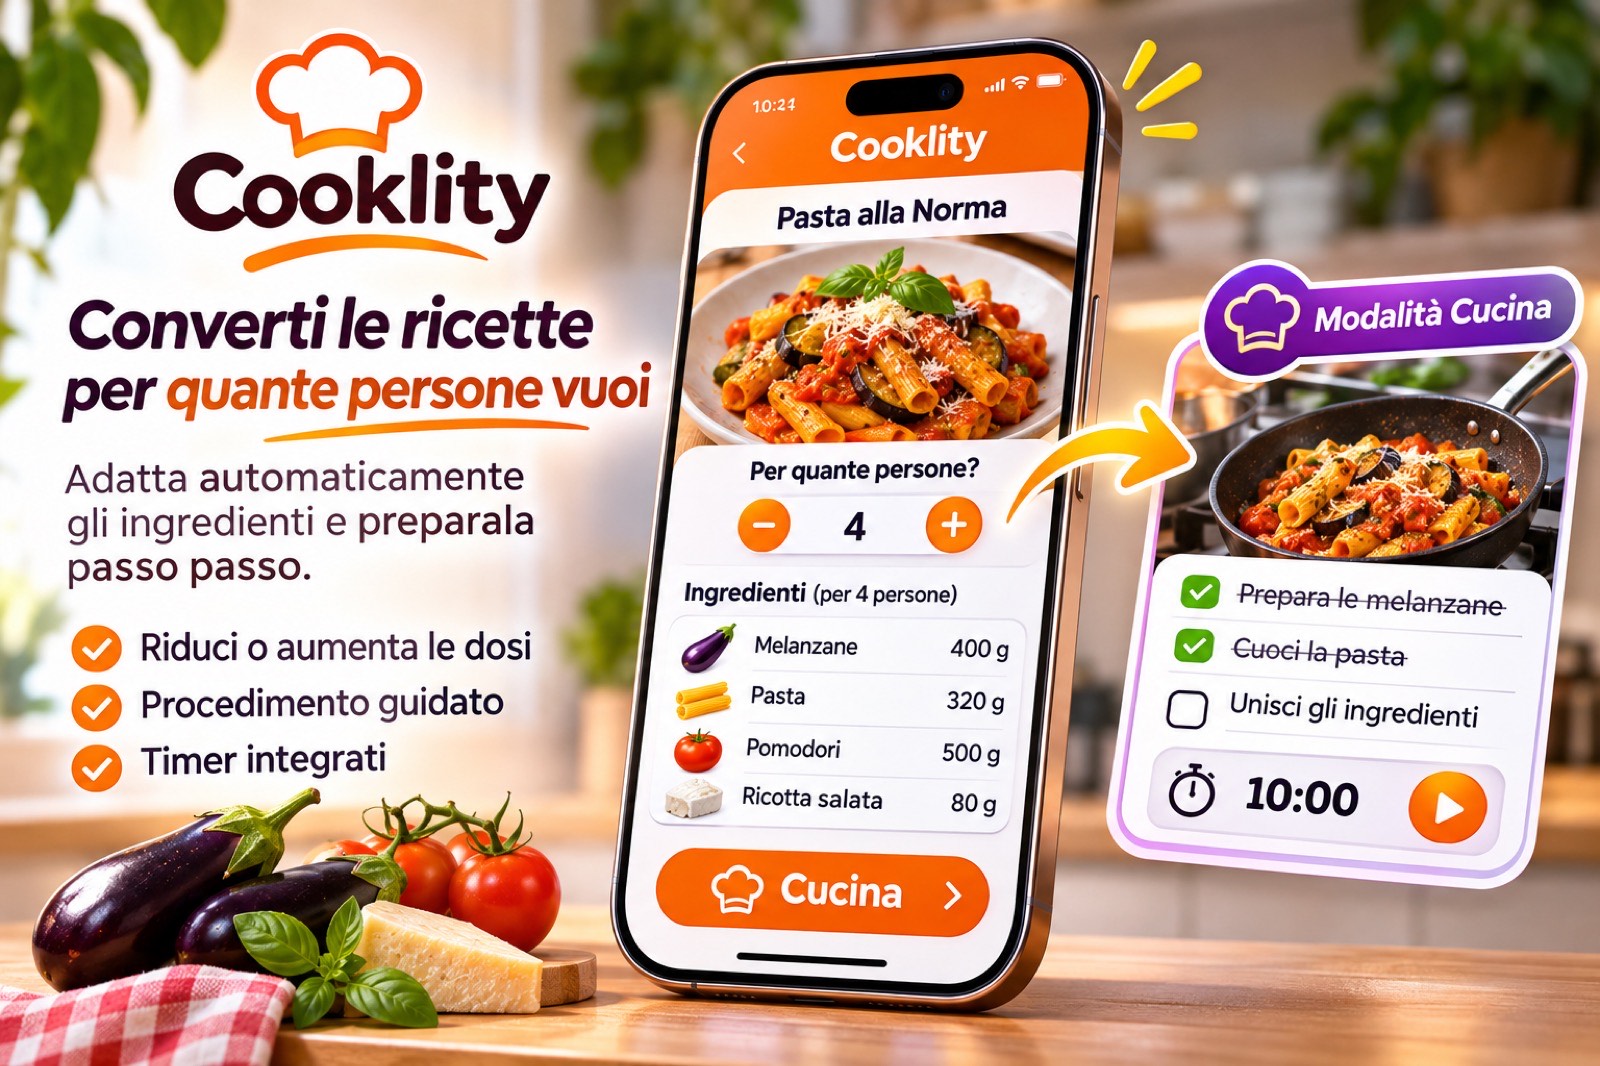 Cooklity
Converti le ricette
per quante persone vuoi
Adatta automaticamente
gli ingredienti e preparala
passo passo.
Riduci o aumenta le dosi
Procedimento guidato
Timer integrati
10:24
Cooklity
Pasta alla Norma
Per quante persone?
4
Ingredienti (per 4 persone)
Melanzane 400 g
Pasta 320 g
Pomodori 500 g
Ricotta salata 80 g
Cucina
Modalità Cucina
Prepara le melanzane
Cuoci la pasta
Unisci gli ingredienti
10:00